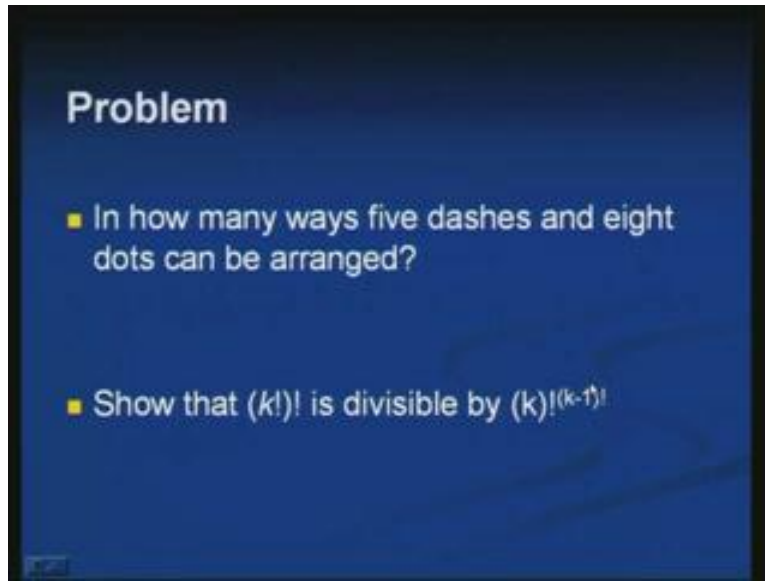 Problem
In how many ways five dashes and eight
dots can be arranged?
Show that (k!)! is divisible by (k)!^(k-1)!